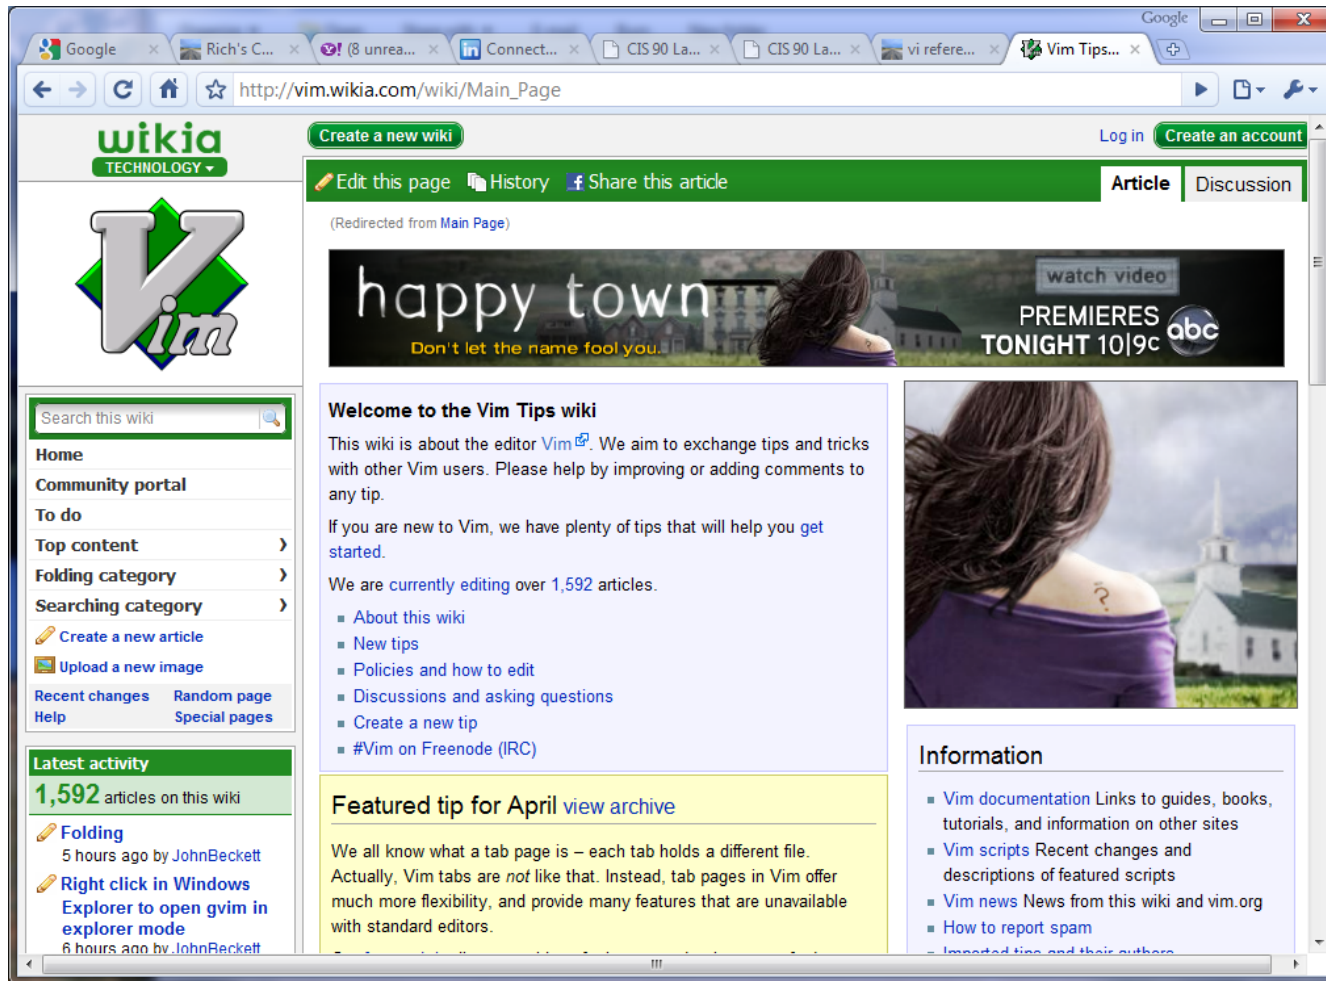 Google
Google
Rich's C...
(8 unrea...
Connect...
CIS 90 La...
CIS 90 La...
vi refere...
Vim Tips...
http://vim.wikia.com/wiki/Main_Page
wikia
TECHNOLOGY
Create a new wiki
Log in
Create an account
Edit this page
History
Share this article
Article
Discussion
(Redirected from Main Page)
Vim
happy town
Don't let the name fool you.
watch video
PREMIERES
TONIGHT 10|9c
abc
Search this wiki
Home
Community portal
To do
Top content
Folding category
Searching category
Create a new article
Upload a new image
Recent changes Random page
Help Special pages
Latest activity
1,592 articles on this wiki
Folding
5 hours ago by JohnBeckett
Right click in Windows
Explorer to open gvim in
explorer mode
6 hours ago by JohnBeckett
Welcome to the Vim Tips wiki
This wiki is about the editor Vim. We aim to exchange tips and tricks
with other Vim users. Please help by improving or adding comments to
any tip.
If you are new to Vim, we have plenty of tips that will help you get
started.
We are currently editing over 1,592 articles.
About this wiki
New tips
Policies and how to edit
Discussions and asking questions
Create a new tip
#Vim on Freenode (IRC)
Featured tip for April view archive
We all know what a tab page is – each tab holds a different file.
Actually, Vim tabs are not like that. Instead, tab pages in Vim offer
much more flexibility, and provide many features that are unavailable
with standard editors.
?
Information
Vim documentation Links to guides, books,
tutorials, and information on other sites
Vim scripts Recent changes and
descriptions of featured scripts
Vim news News from this wiki and vim.org
How to report spam
Imported tips and their authors